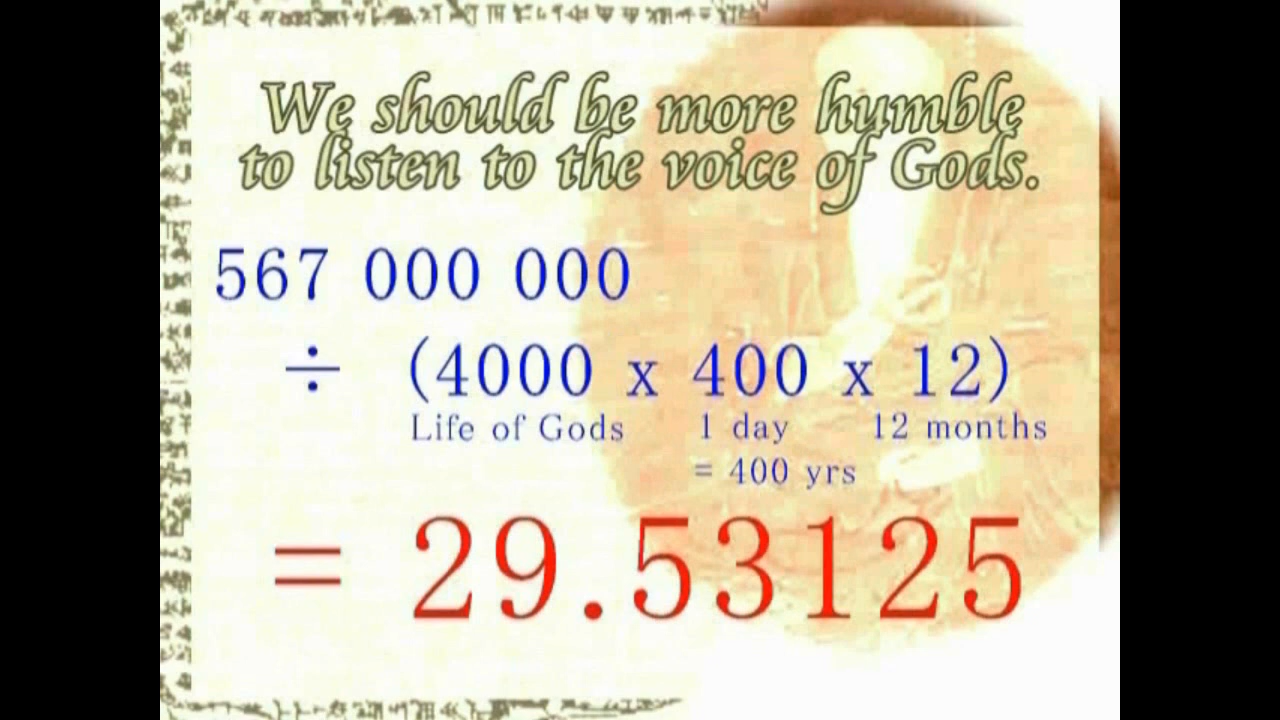 We should be more humble
to listen to the voice of Gods.
567 000 000
÷ (4000 x 400 x 12)
Life of Gods 1 day 12 months
= 400 yrs
= 29.53125